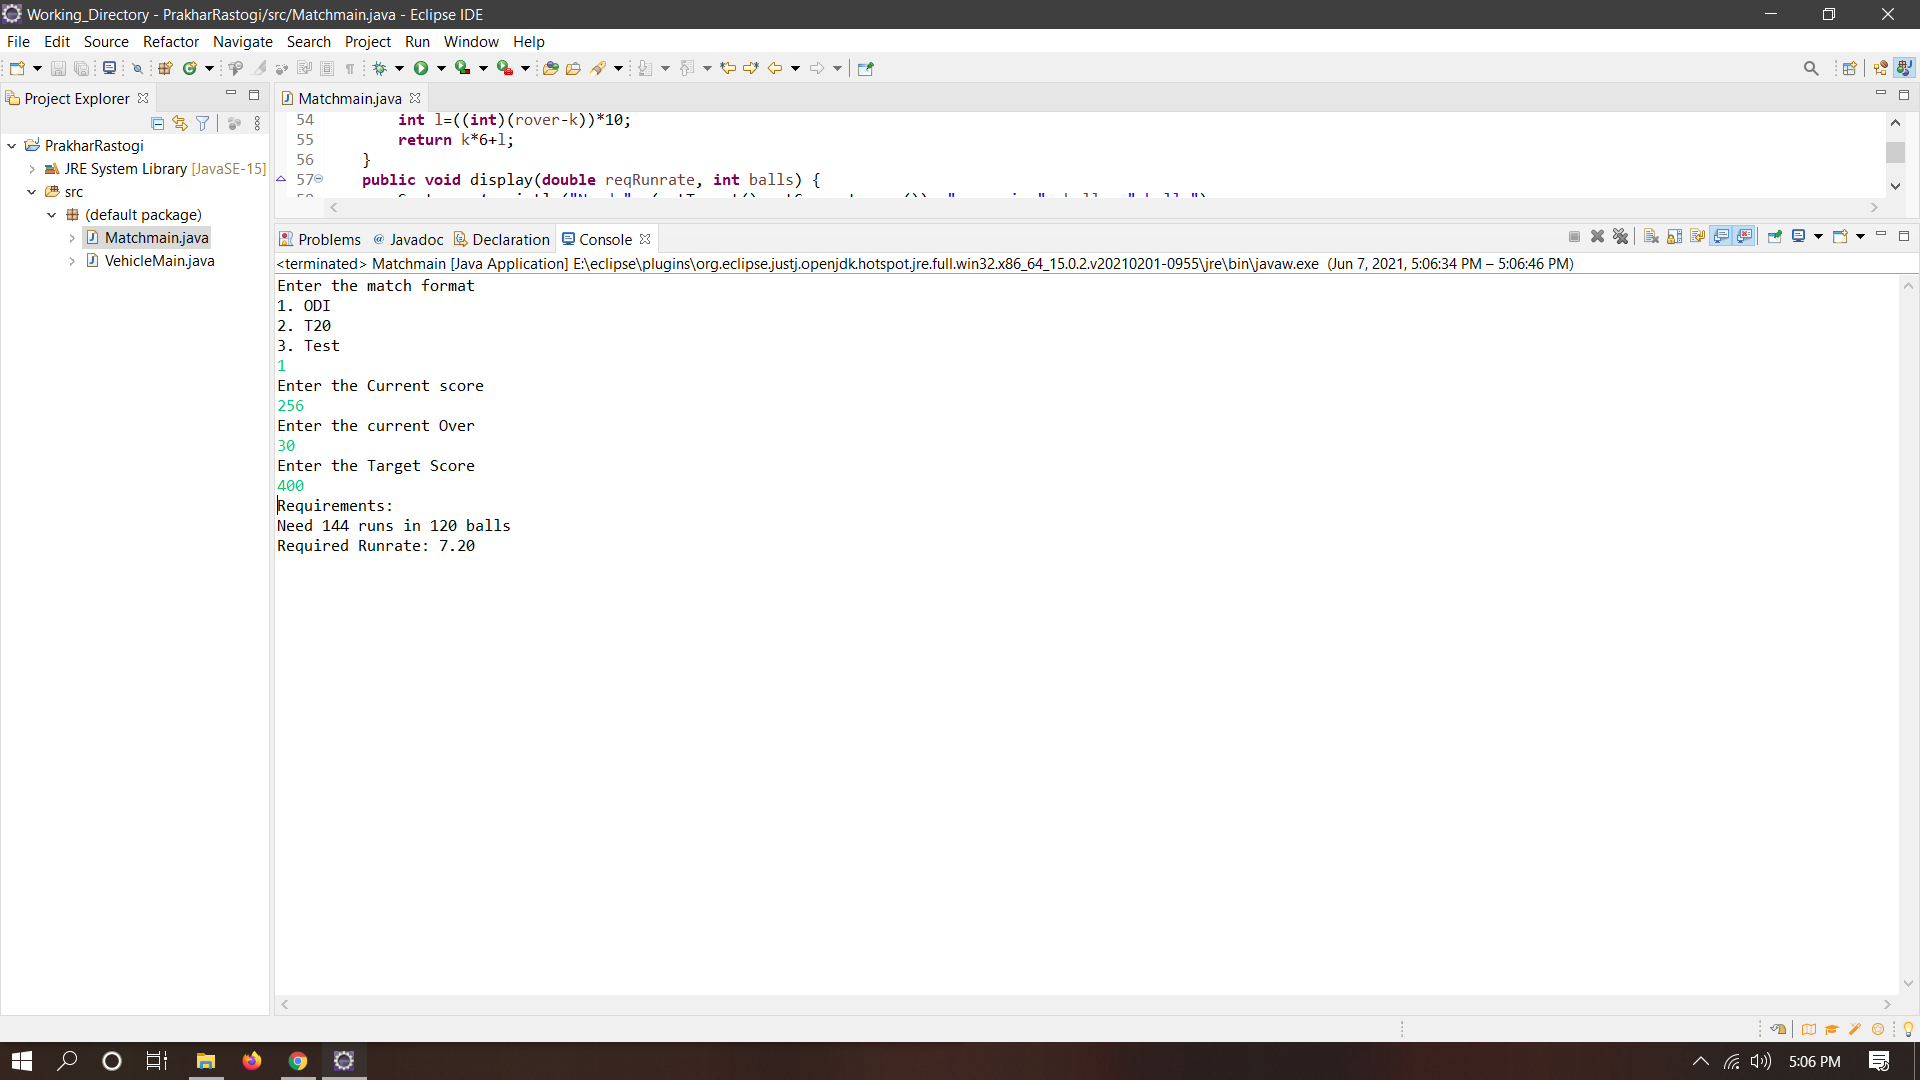 Working_Directory - PrakharRastogi/src/Matchmain.java - Eclipse IDE
File Edit Source Refactor Navigate Search Project Run Window Help
Project Explorer
PrakharRastogi
JRE System Library [JavaSE-15]
src
(default package)
Matchmain.java
VehicleMain.java
Matchmain.java
54 int l=((int)(rover-k))*10;
55 return k*6+l;
56 }
57 public void display(double reqRunrate, int balls) {
Problems Javadoc Declaration Console
<terminated> Matchmain [Java Application] E:\eclipse\plugins\org.eclipse.justj.openjdk.hotspot.jre.full.win32.x86_64_15.0.2.v20210201-0955\jre\bin\javaw.exe (Jun 7, 2021, 5:06:34 PM – 5:06:46 PM)
Enter the match format
1. ODI
2. T20
3. Test
1
Enter the Current score
256
Enter the current Over
30
Enter the Target Score
400
Requirements:
Need 144 runs in 120 balls
Required Runrate: 7.20
5:06 PM